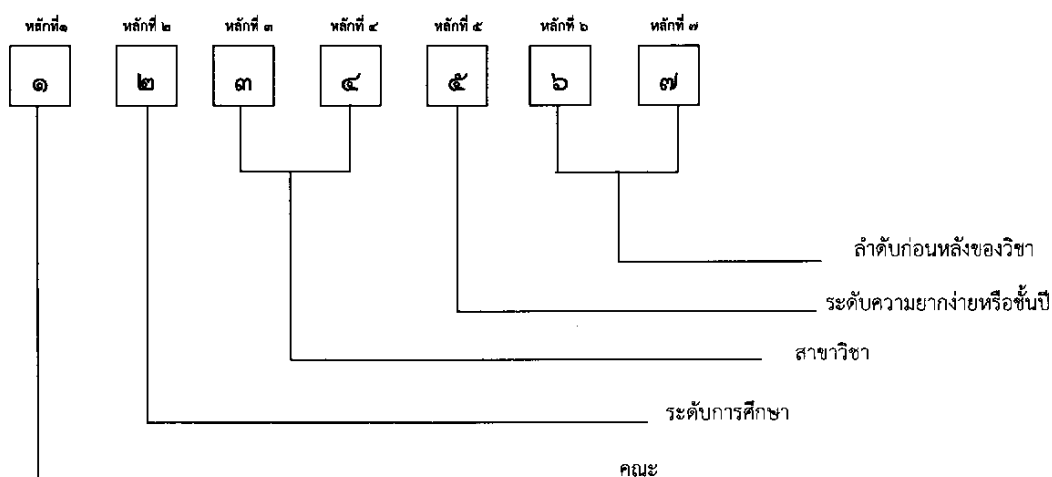 หลักที่๑ หลักที่ ๒ หลักที่ ๓ หลักที่ ๔ หลักที่ ๕ หลักที่ ๖ หลักที่ ๗
๑ ๒ ๓ ๔ ๕ ๖ ๗
ลำดับก่อนหลังของวิชา
ระดับความยากง่ายหรือชั้นปี
สาขาวิชา
ระดับการศึกษา
คณะ